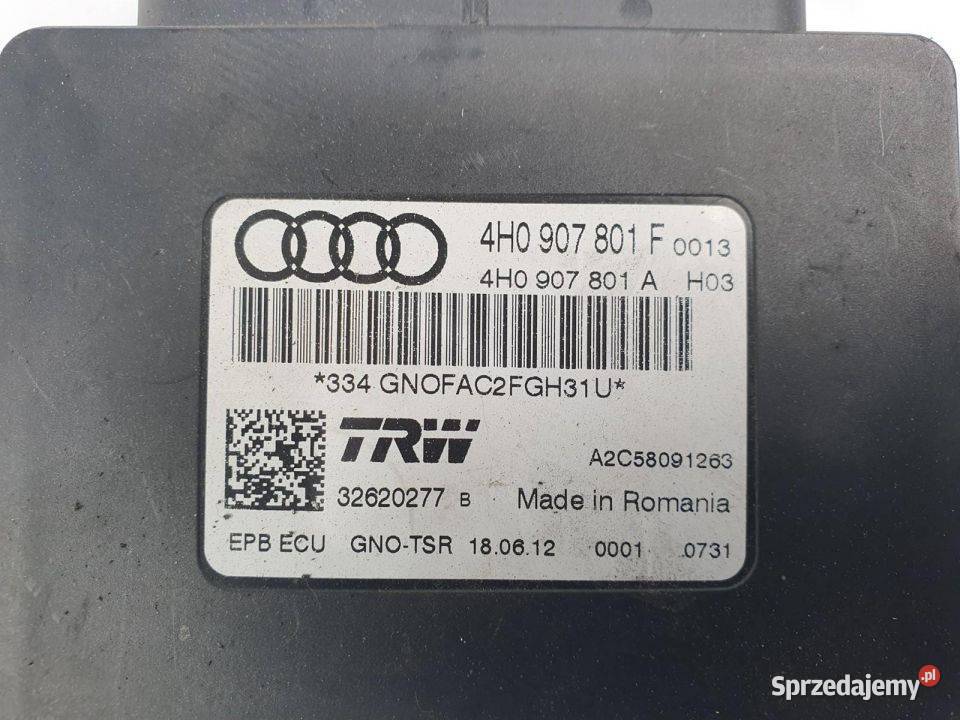 4H0 907 801 F 0013
4H0 907 801 A H03
*334 GNOFAC2FGH31U*
TRW
A2C58091263
32620277 B Made in Romania
EPB ECU GNO-TSR 18.06.12 0001 0731
Sprzedajemy.pl